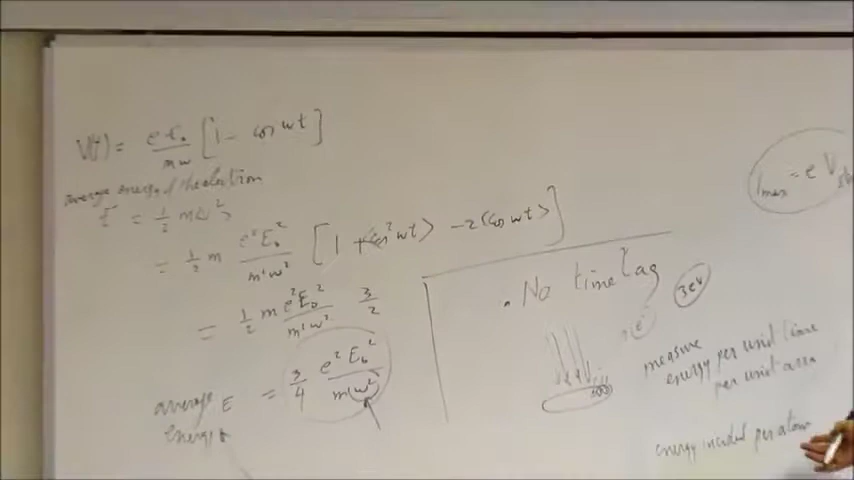 V(t) = eE₀/mω [1 - cos ωt]
average energy of the electron
E = 1/2 m<v²>
= 1/2 m e²E₀²/m²ω² [1 + <cos²ωt> - 2<cos ωt>]
= 1/2 m e²E₀²/m²ω² 3/2
average E = 3/4 e²E₀²/mω²
energy
. No time lag
3eV
e
measure
energy per unit time
per unit area
energy incident per atom
= e V